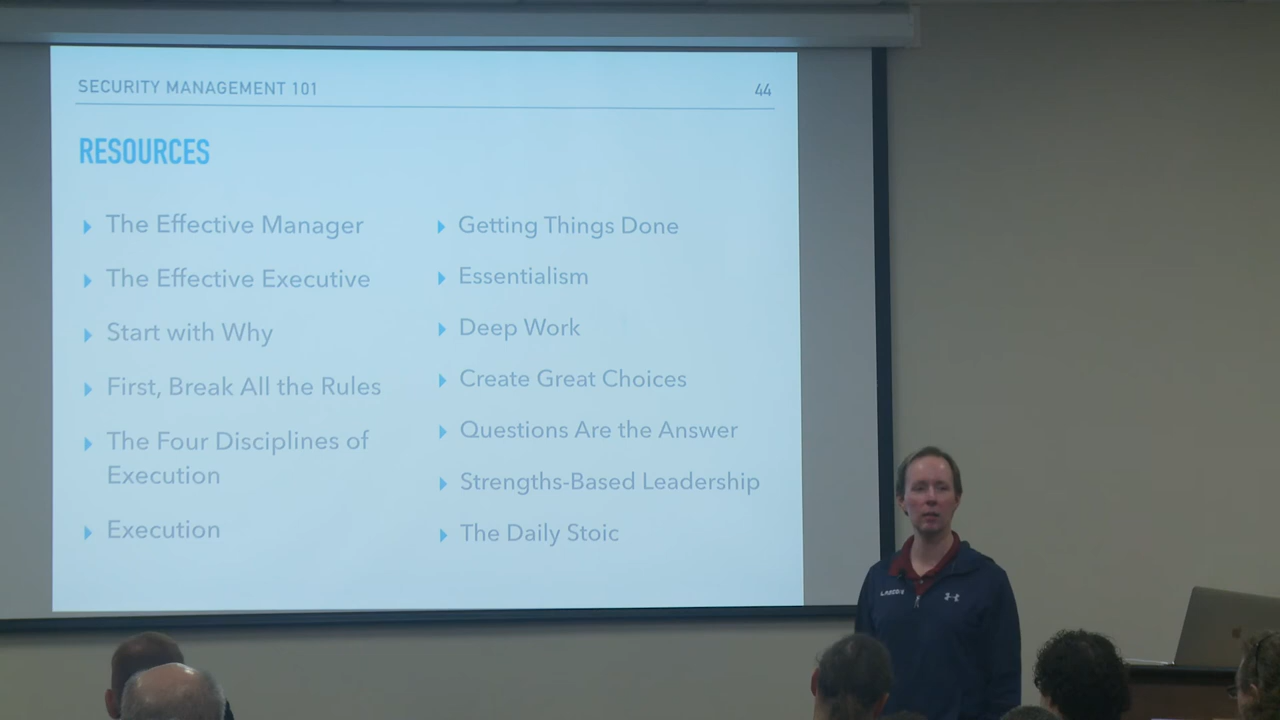 SECURITY MANAGEMENT 101
44
RESOURCES
The Effective Manager
The Effective Executive
Start with Why
First, Break All the Rules
The Four Disciplines of
Execution
Execution
Getting Things Done
Essentialism
Deep Work
Create Great Choices
Questions Are the Answer
Strengths-Based Leadership
The Daily Stoic